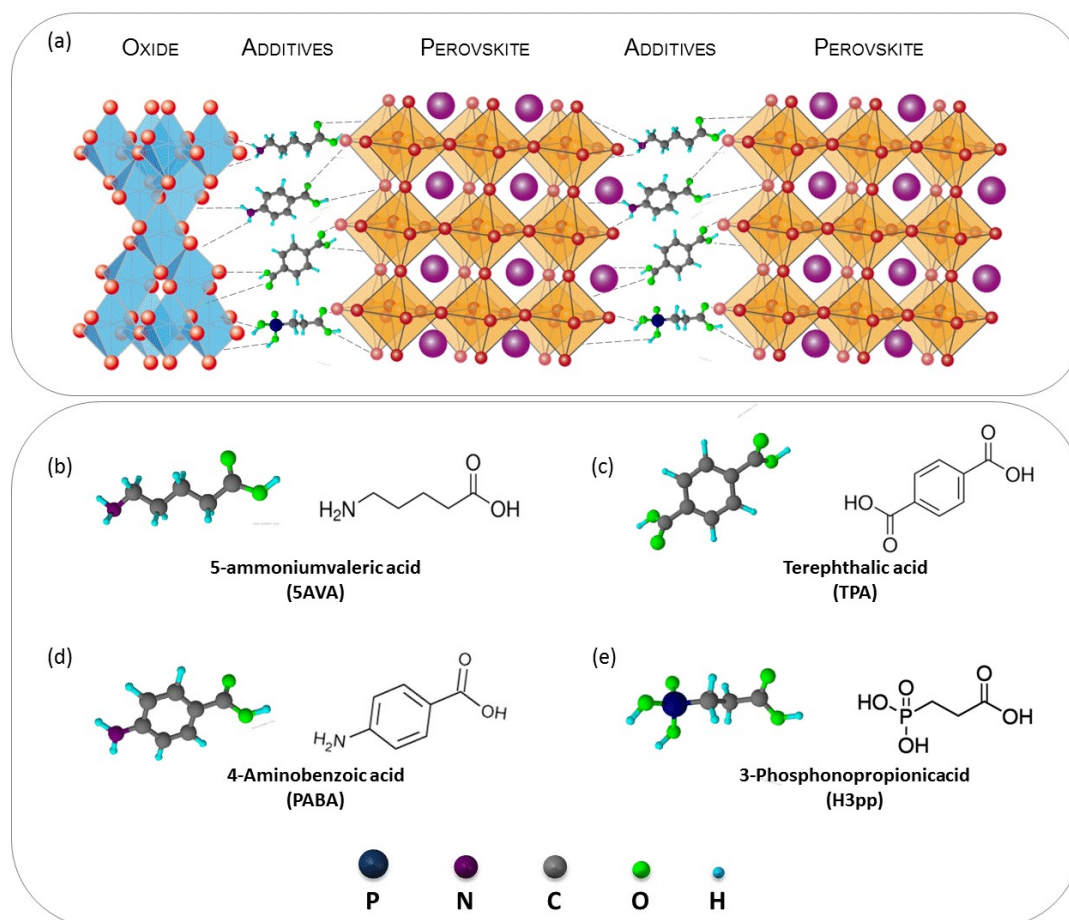 (a)
OXIDE ADDITIVES PEROVSKITE ADDITIVES PEROVSKITE
(b)
H₂N
O
OH
5-ammoniumvaleric acid
(5AVA)
(c)
O
OH
HO
O
Terephthalic acid
(TPA)
(d)
O
OH
H₂N
4-Aminobenzoic acid
(PABA)
(e)
O
O
HO
P
OH
OH
3-Phosphonopropionicacid
(H3pp)
P N C O H